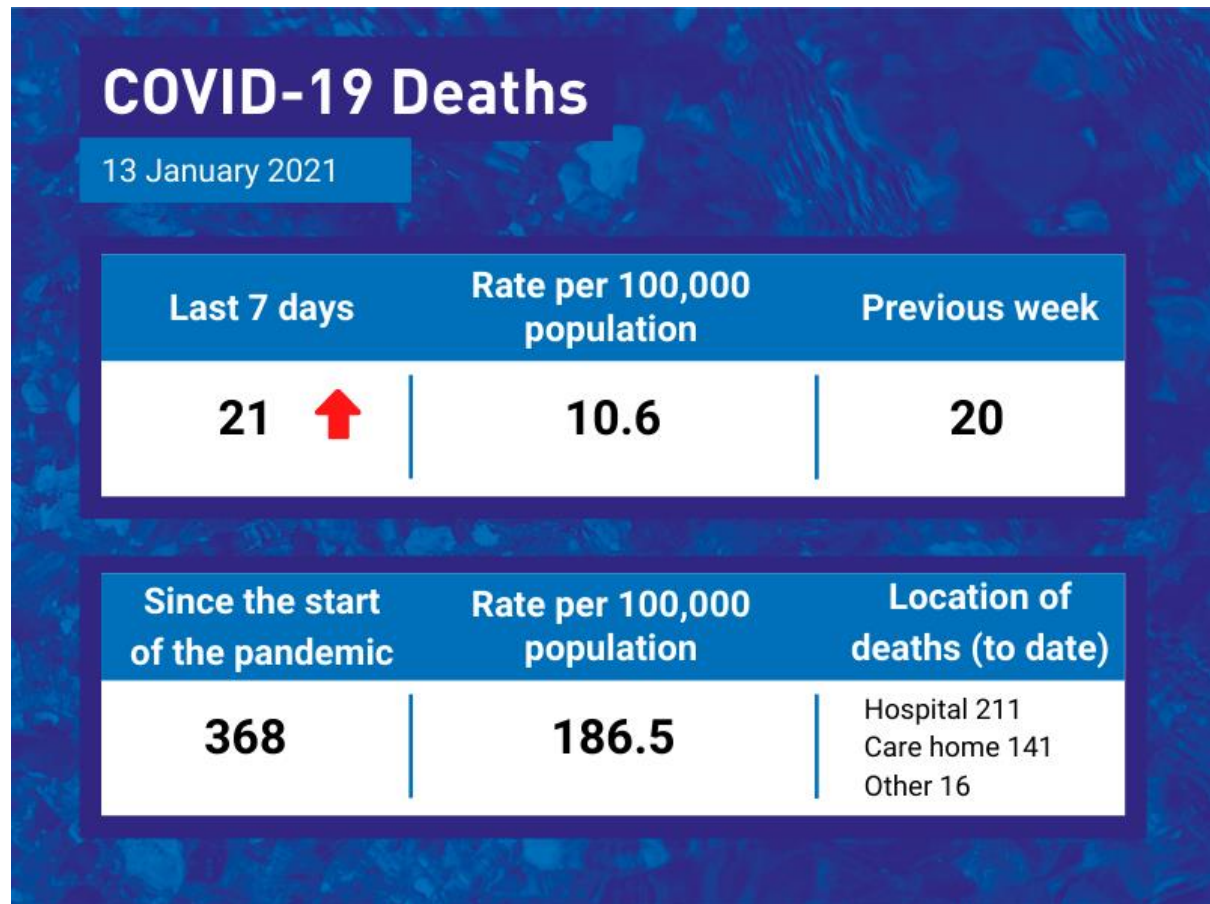 COVID-19 Deaths
13 January 2021
Last 7 days
Rate per 100,000
population
Previous week
21
10.6
20
Since the start
of the pandemic
Rate per 100,000
population
Location of
deaths (to date)
368
186.5
Hospital 211
Care home 141
Other 16